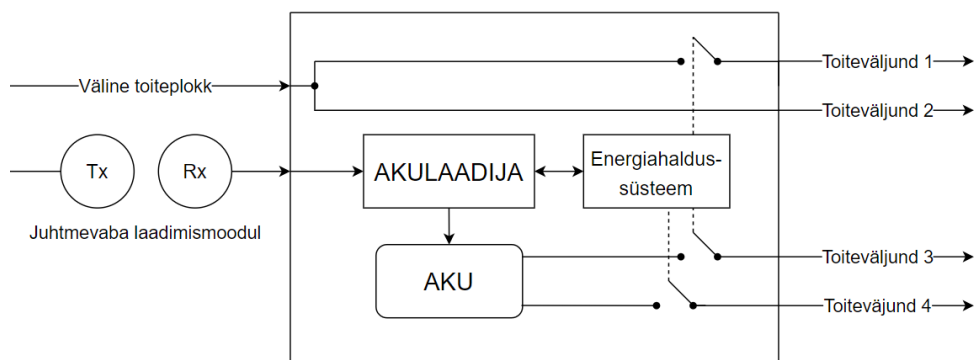 Toiteväljund 1
Väline toiteplokk
Toiteväljund 2
Tx
Rx
AKULAADIJA
Energiahaldus-
süsteem
Juhtmevaba laadimismoodul
Toiteväljund 3
AKU
Toiteväjund 4